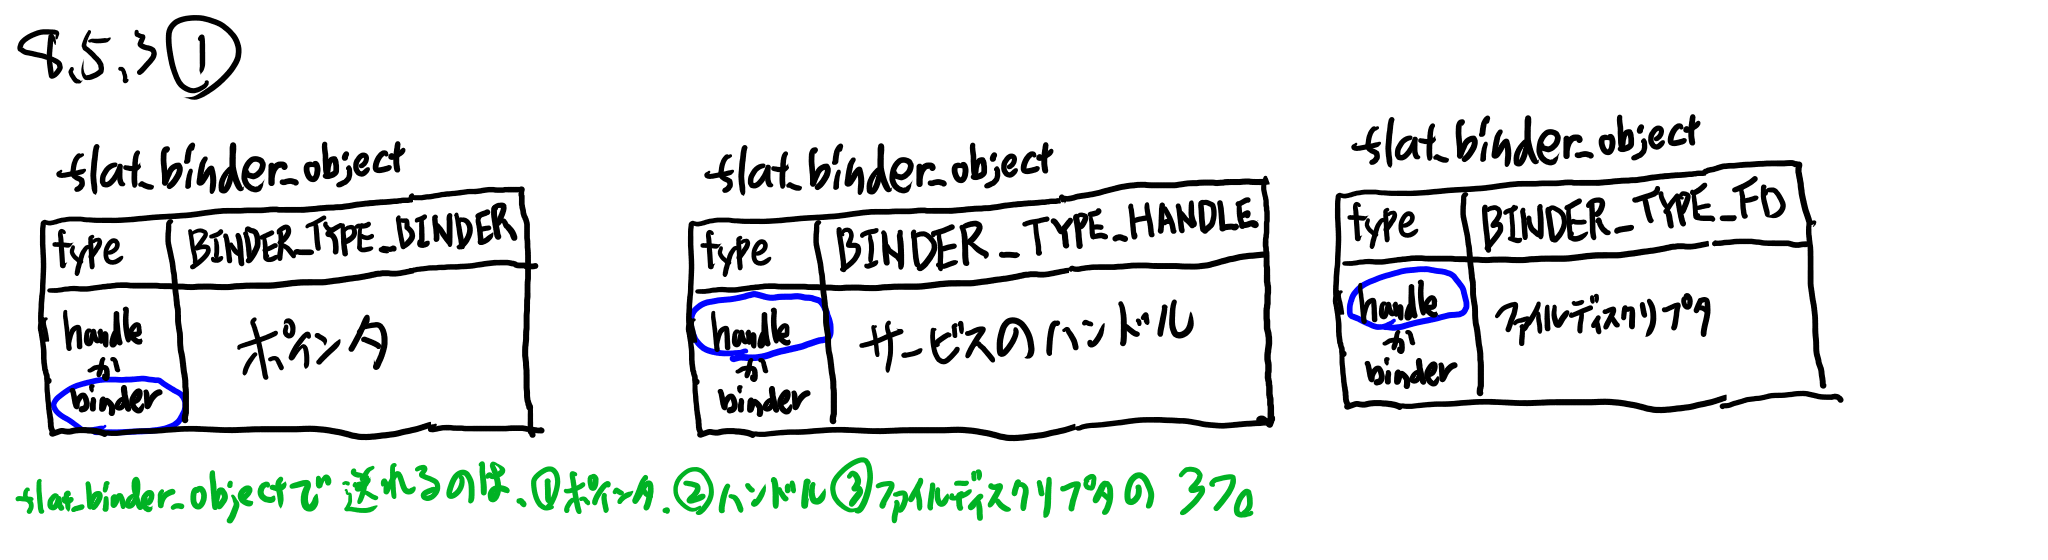 8.5.3 ①
flat_binder_object
type BINDER_TYPE_BINDER
handle
か
binder
ポインタ
flat_binder_object
type BINDER_TYPE_HANDLE
handle
か
binder
サービスのハンドル
flat_binder_object
type BINDER_TYPE_FD
handle
か
binder
ファイルディスクリプタ
flat_binder_objectで送れるのは、①ポインタ、②ハンドル③ファイルディスクリプタの3つ。